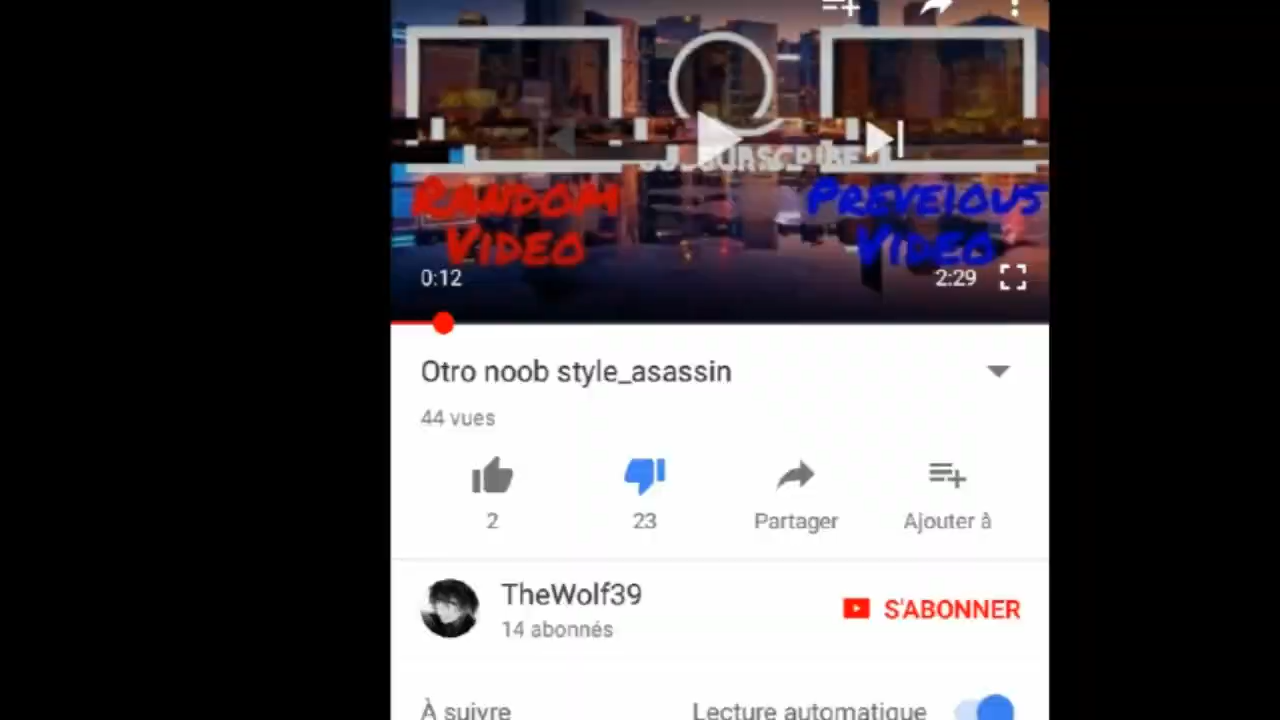 SUBSCRIBE
RANDOM
VIDEO
PREVEIOUS
VIDEO
0:12
2:29
Otro noob style_asassin
44 vues
2
23
Partager
Ajouter à
TheWolf39
14 abonnés
S'ABONNER
À suivre
Lecture automatique